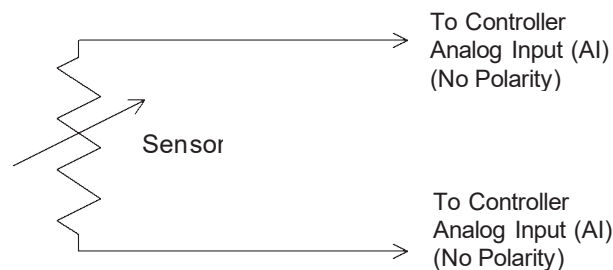 To Controller
Analog Input (AI)
(No Polarity)
Sensor
To Controller
Analog Input (AI)
(No Polarity)